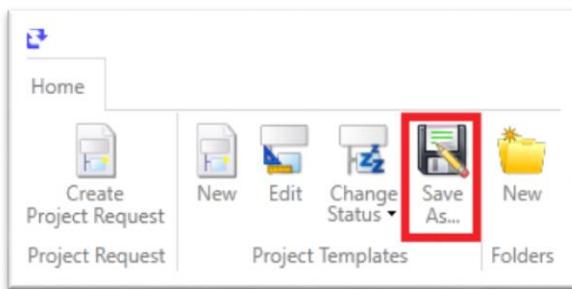 Home
Create
Project Request
New
Edit
Change
Status
Save
As...
New
Project Request
Project Templates
Folders